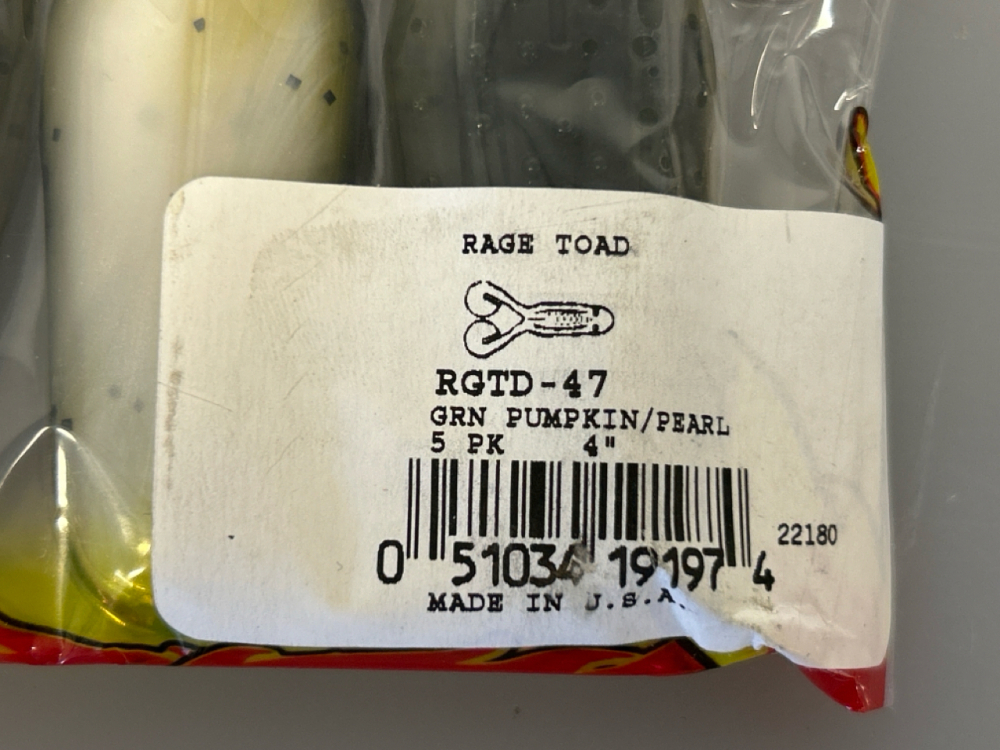 RAGE TOAD
RGTD-47
GRN PUMPKIN/PEARL
5 PK 4"
22180
0 51034 19197 4
MADE IN U.S.A.